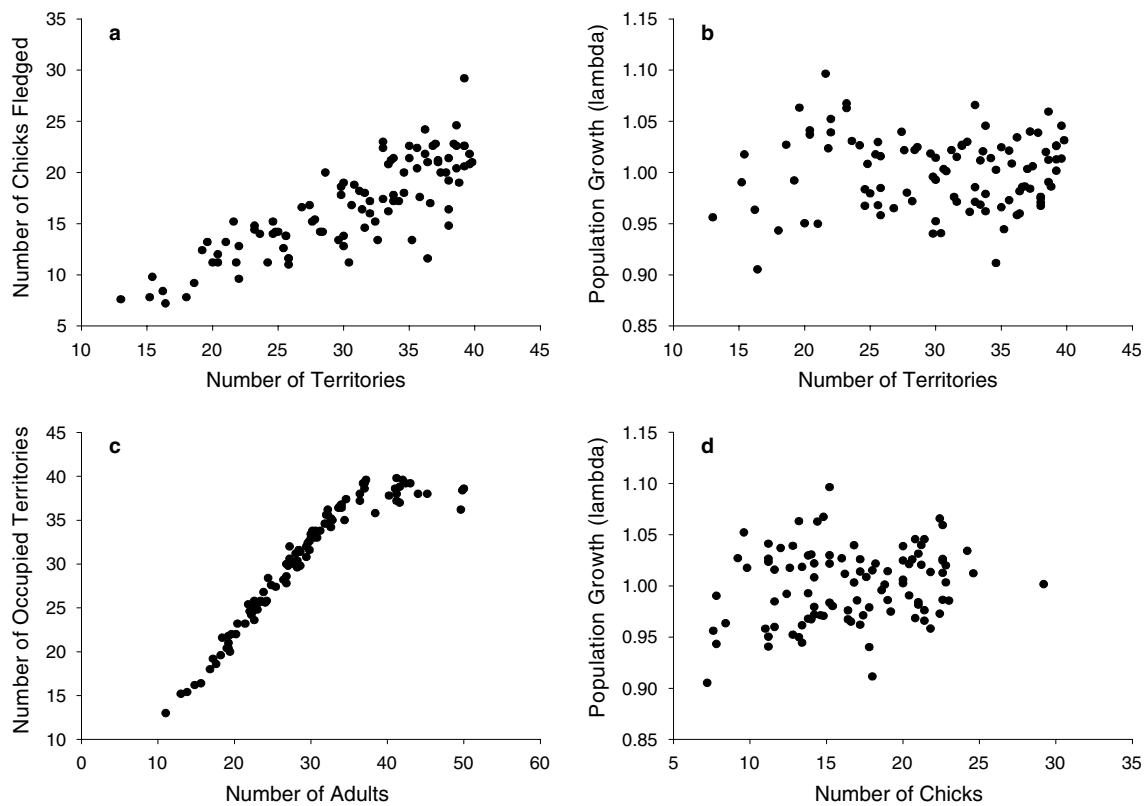 a
Number of Chicks Fledged
35
30
25
20
15
10
5
10 15 20 25 30 35 40 45
Number of Territories
b
Population Growth (lambda)
1.15
1.10
1.05
1.00
0.95
0.90
0.85
10 15 20 25 30 35 40 45
Number of Territories
c
Number of Occupied Territories
45
40
35
30
25
20
15
10
0 10 20 30 40 50 60
Number of Adults
d
Population Growth (lambda)
1.15
1.10
1.05
1.00
0.95
0.90
0.85
5 10 15 20 25 30 35
Number of Chicks